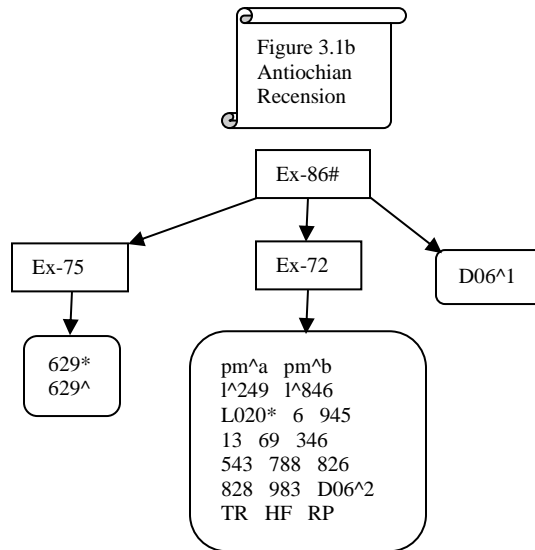 Figure 3.1b
Antiochian
Recension
Ex-86#
Ex-75
Ex-72
D06^1
629*
629^
pm^a pm^b
l^249 l^846
L020* 6 945
13 69 346
543 788 826
828 983 D06^2
TR HF RP